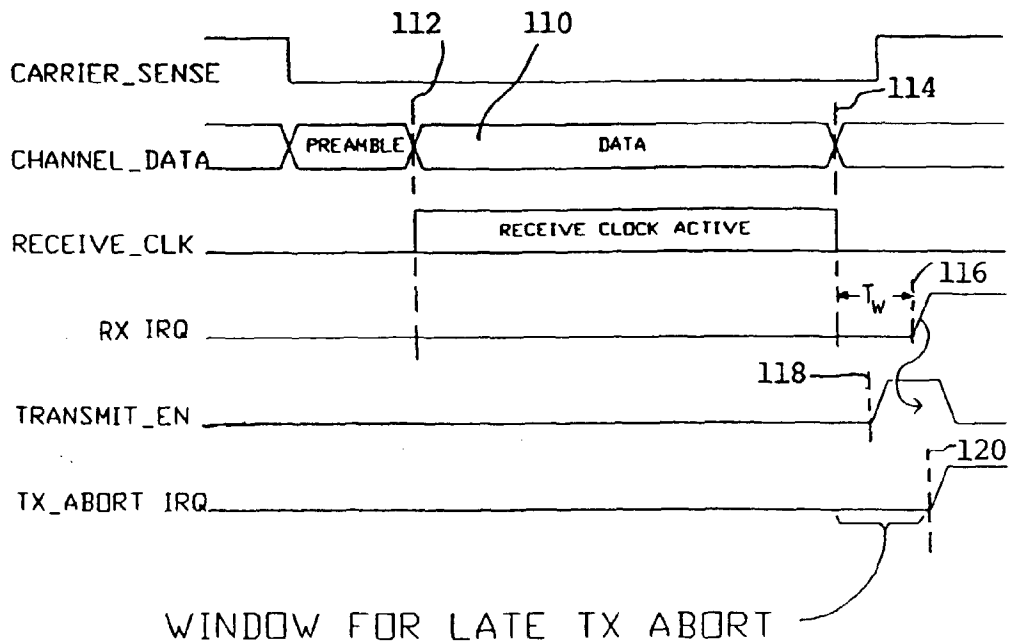 112 110
CARRIER_SENSE
114
CHANNEL_DATA PREAMBLE DATA
RECEIVE_CLK RECEIVE CLOCK ACTIVE
116
RX IRQ TW
118
TRANSMIT_EN
120
TX_ABORT IRQ
WINDOW FOR LATE TX ABORT